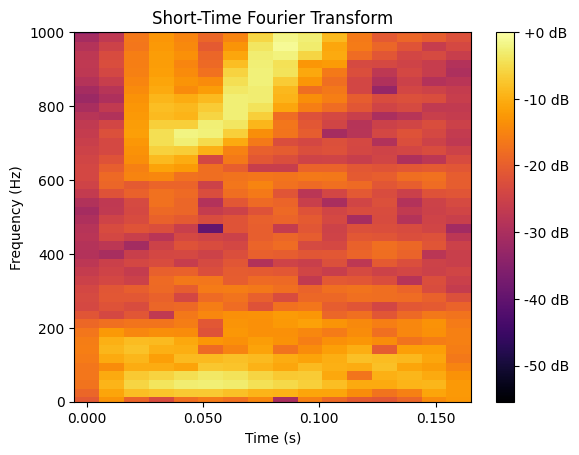 Short-Time Fourier Transform
1000
800
600
400
200
0
Frequency (Hz)
0.000
0.050
0.100
0.150
Time (s)
+0 dB
-10 dB
-20 dB
-30 dB
-40 dB
-50 dB